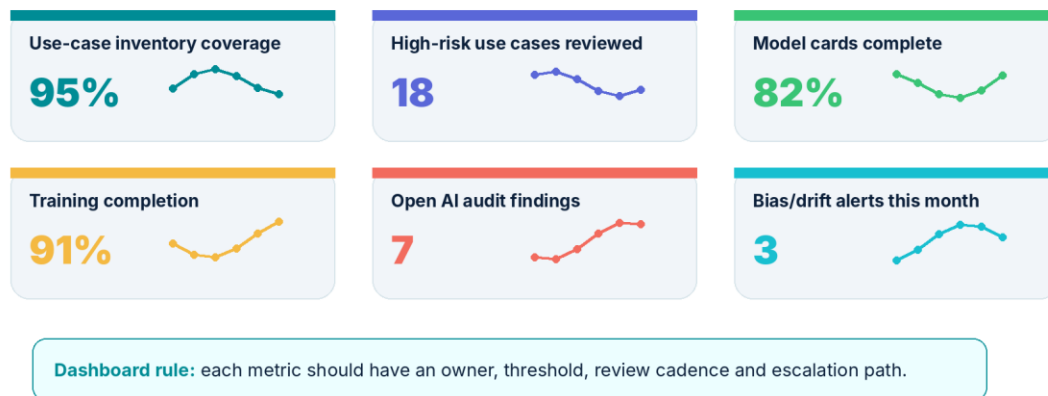 Use-case inventory coverage
95%
High-risk use cases reviewed
18
Model cards complete
82%
Training completion
91%
Open AI audit findings
7
Bias/drift alerts this month
3
Dashboard rule: each metric should have an owner, threshold, review cadence and escalation path.